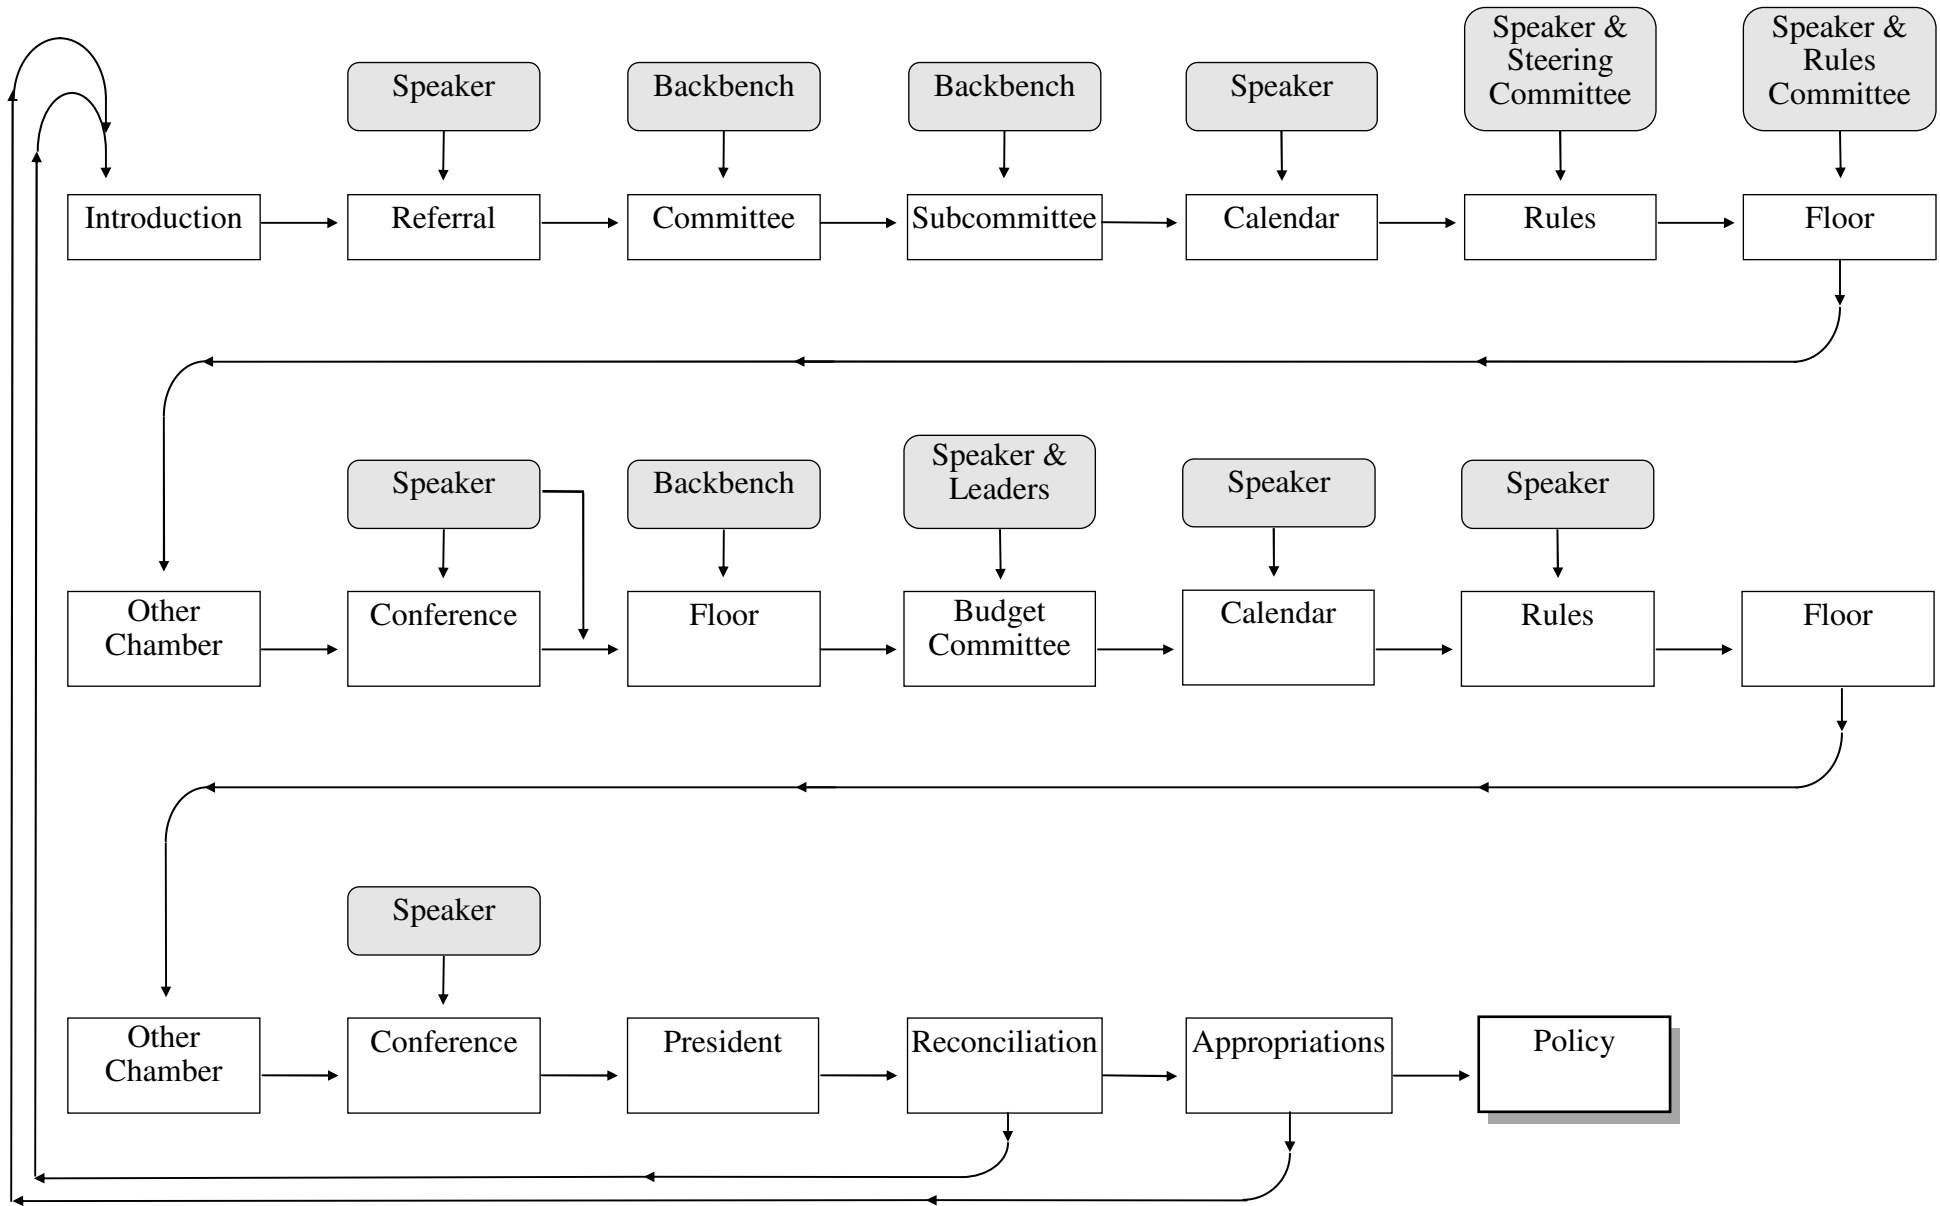 Speaker
Backbench
Backbench
Speaker
Speaker &
Steering
Committee
Speaker &
Rules
Committee
Introduction
Referral
Committee
Subcommittee
Calendar
Rules
Floor
Speaker
Backbench
Speaker &
Leaders
Speaker
Speaker
Other
Chamber
Conference
Floor
Budget
Committee
Calendar
Rules
Floor
Speaker
Other
Chamber
Conference
President
Reconciliation
Appropriations
Policy